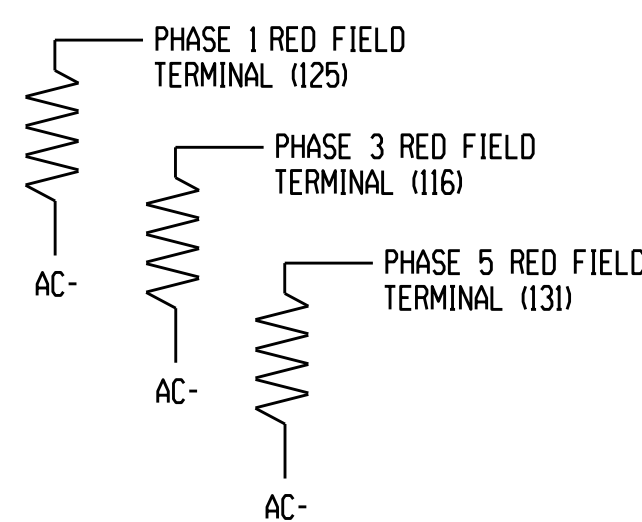 PHASE 1 RED FIELD
TERMINAL (125)
AC-
PHASE 3 RED FIELD
TERMINAL (116)
AC-
PHASE 5 RED FIELD
TERMINAL (131)
AC-